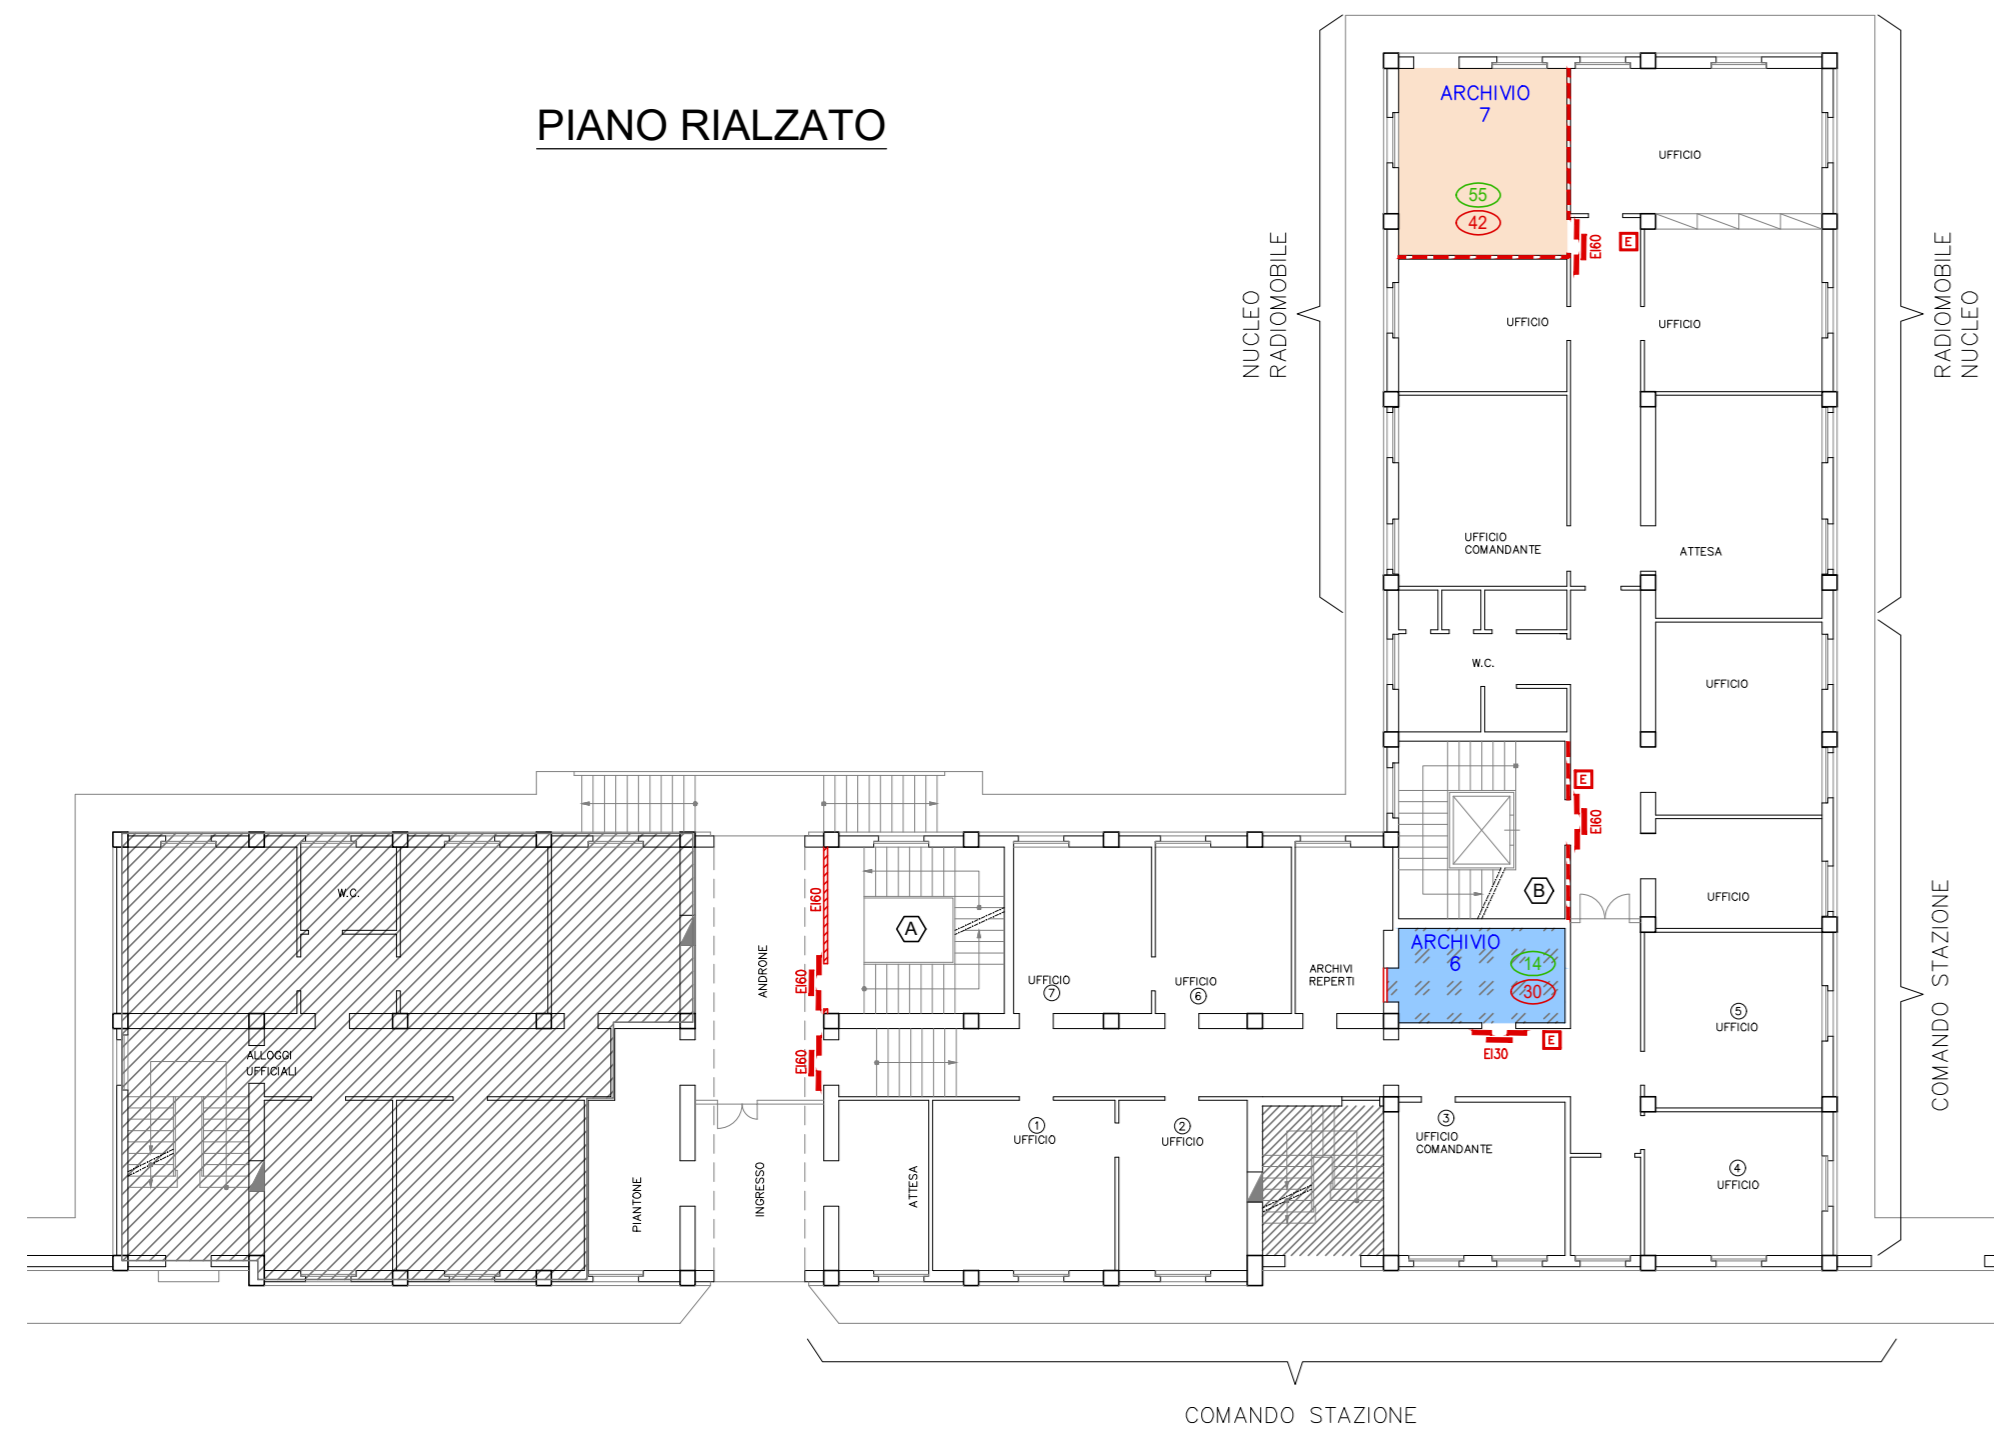 PIANO RIALZATO
ARCHIVIO
7
55
42
UFFICIO
EI60
E
NUCLEO
RADIOMOBILE
RADIOMOBILE
NUCLEO
UFFICIO
UFFICIO
UFFICIO
COMANDANTE
ATTESA
W.C.
UFFICIO
E
EI60
B
UFFICIO
W.C.
EI60
A
ANDRONE
EI60
EI60
UFFICIO
7
UFFICIO
6
ARCHIVI
REPERTI
ARCHIVIO
6
14
30
EI30
E
5
UFFICIO
COMANDO STAZIONE
ALLOGGI
UFFICIALI
PIANTONE
INGRESSO
ATTESA
1
UFFICIO
2
UFFICIO
3
UFFICIO
COMANDANTE
4
UFFICIO
COMANDO STAZIONE